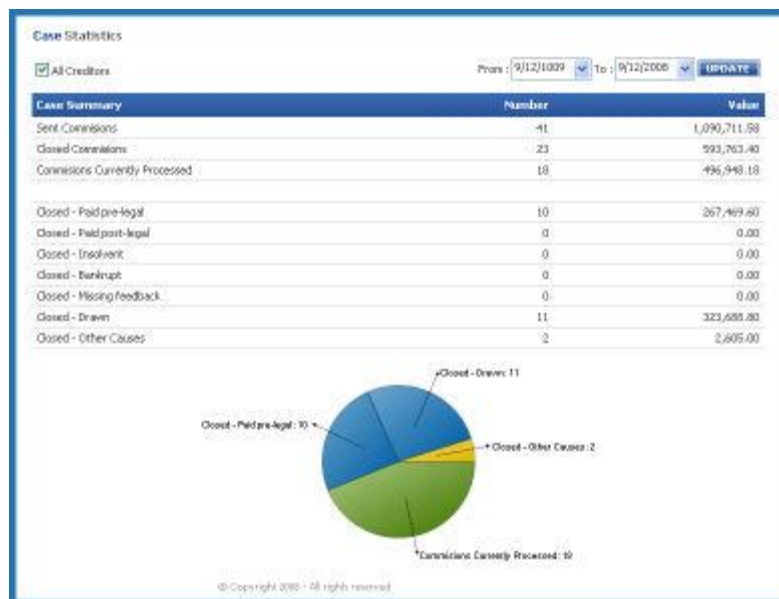 Case Statistics
All Creditors From : 9/12/1009 To : 9/12/2008 UPDATE
Case Summary Number Value
Sent Commisions 41 1,090,711.58
Closed Commisions 23 593,763.40
Commisions Currently Processed 18 496,948.18
Closed - Paid pre-legal 10 267,469.60
Closed - Paid post-legal 0 0.00
Closed - Insolvent 0 0.00
Closed - Bankrupt 0 0.00
Closed - Missing feedback 0 0.00
Closed - Drawn 11 323,688.80
Closed - Other Causes 2 2,605.00
Closed - Drawn: 11
Closed - Paid pre-legal: 10
Closed - Other Causes: 2
Commisions Currently Processed: 18
© Copyright 2008 - All rights reserved